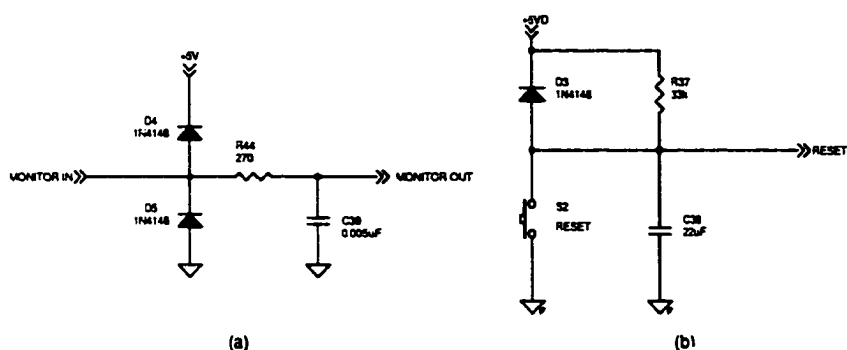 +5V
D4
1N4148
R44
270
MONITOR IN
MONITOR OUT
D5
1N4148
C39
0.005uF
(a)
+5VD
D3
1N4148
R37
33k
RESET
S2
RESET
C38
22uF
(b)